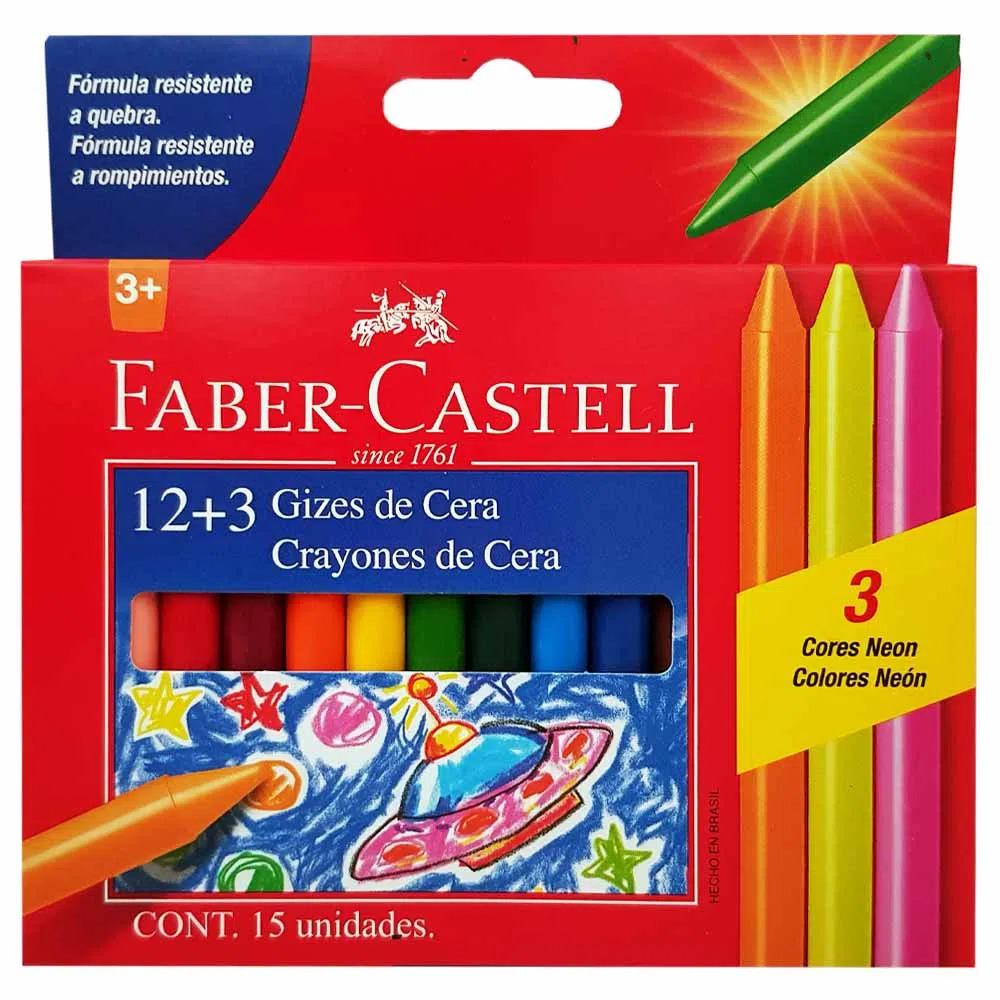 Fórmula resistente
a quebra.
Fórmula resistente
a rompimientos.
3+
FABER-CASTELL
since 1761
12+3 Gizes de Cera
Crayones de Cera
3
Cores Neon
Colores Neón
HECHO EN BRASIL
CONT. 15 unidades.